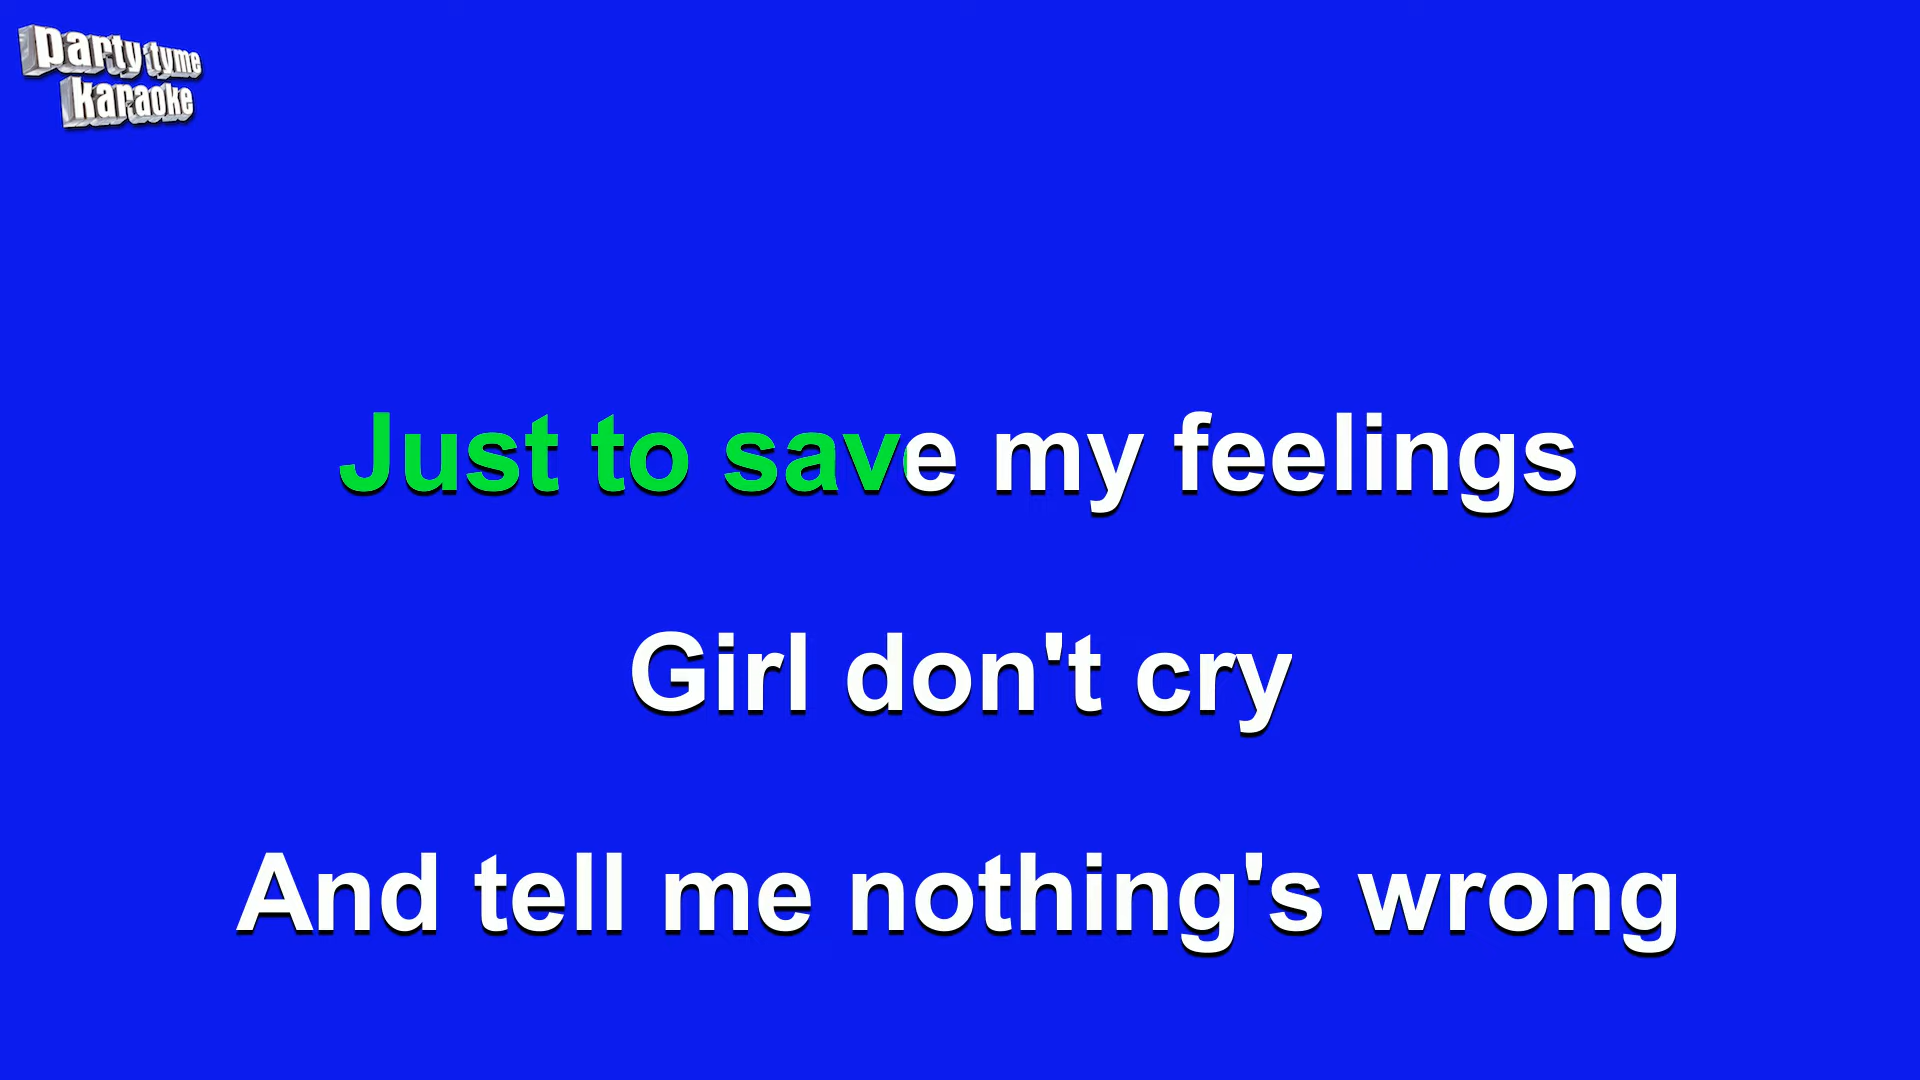 party tyme
karaoke
Just to save my feelings
Girl don't cry
And tell me nothing's wrong